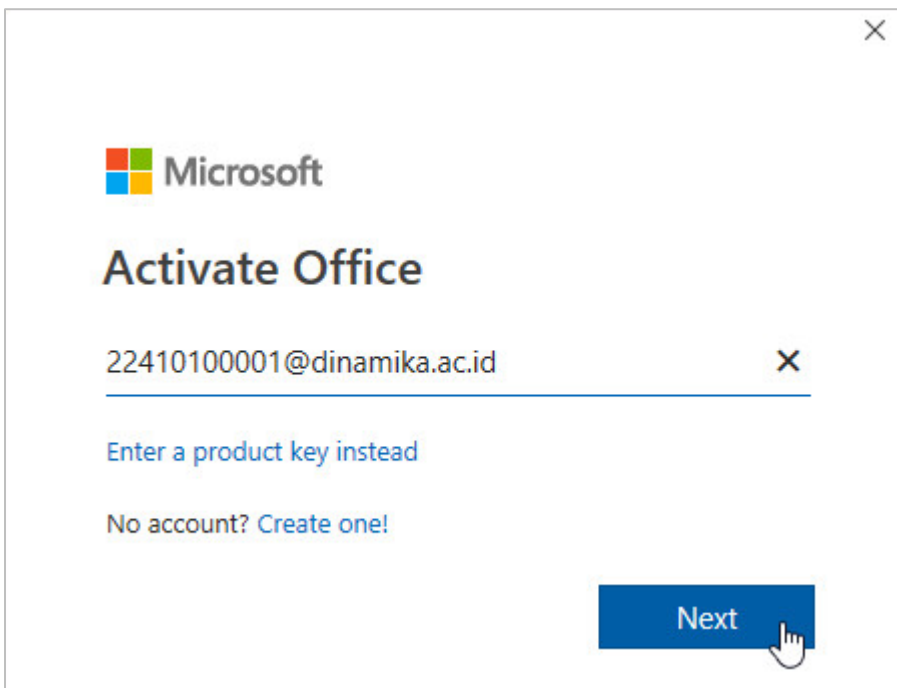 Microsoft
Activate Office
22410100001@dinamika.ac.id
Enter a product key instead
No account? Create one!
Next